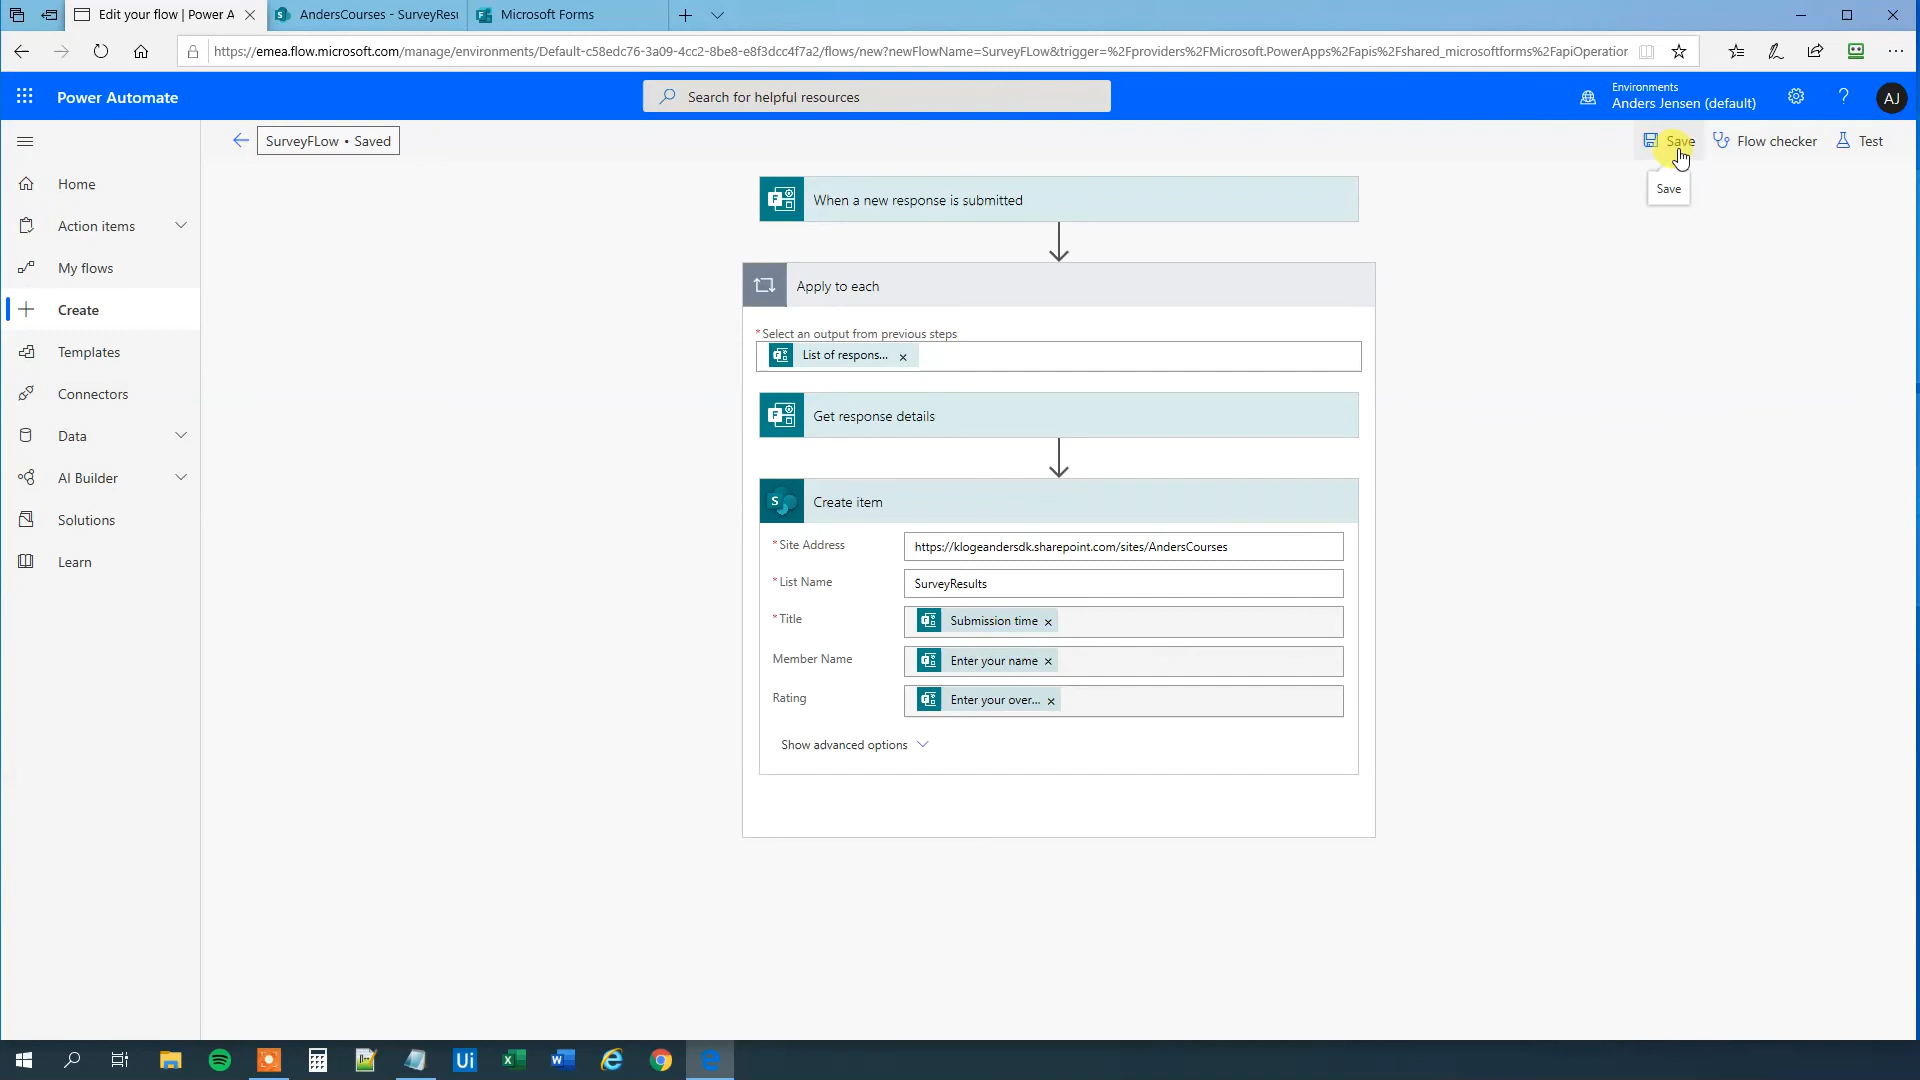 Edit your flow | Power A
AndersCourses - SurveyResu
Microsoft Forms
https://emea.flow.microsoft.com/manage/environments/Default-c58edc76-3a09-4cc2-8be8-e8f3dcc4f7a2/flows/new?newFlowName=SurveyFLow&trigger=%2Fproviders%2FMicrosoft.PowerApps%2Fapis%2Fshared_microsoftforms%2FapiOperation
Power Automate
Search for helpful resources
Environments
Anders Jensen (default)
?
AJ
SurveyFLow • Saved
Save
Flow checker
Test
Save
Home
Action items
My flows
Create
Templates
Connectors
Data
AI Builder
Solutions
Learn
When a new response is submitted
Apply to each
*Select an output from previous steps
List of respons... ×
Get response details
Create item
*Site Address
https://klogeandersdk.sharepoint.com/sites/AndersCourses
*List Name
SurveyResults
*Title
Submission time ×
Member Name
Enter your name ×
Rating
Enter your over... ×
Show advanced options
Ui